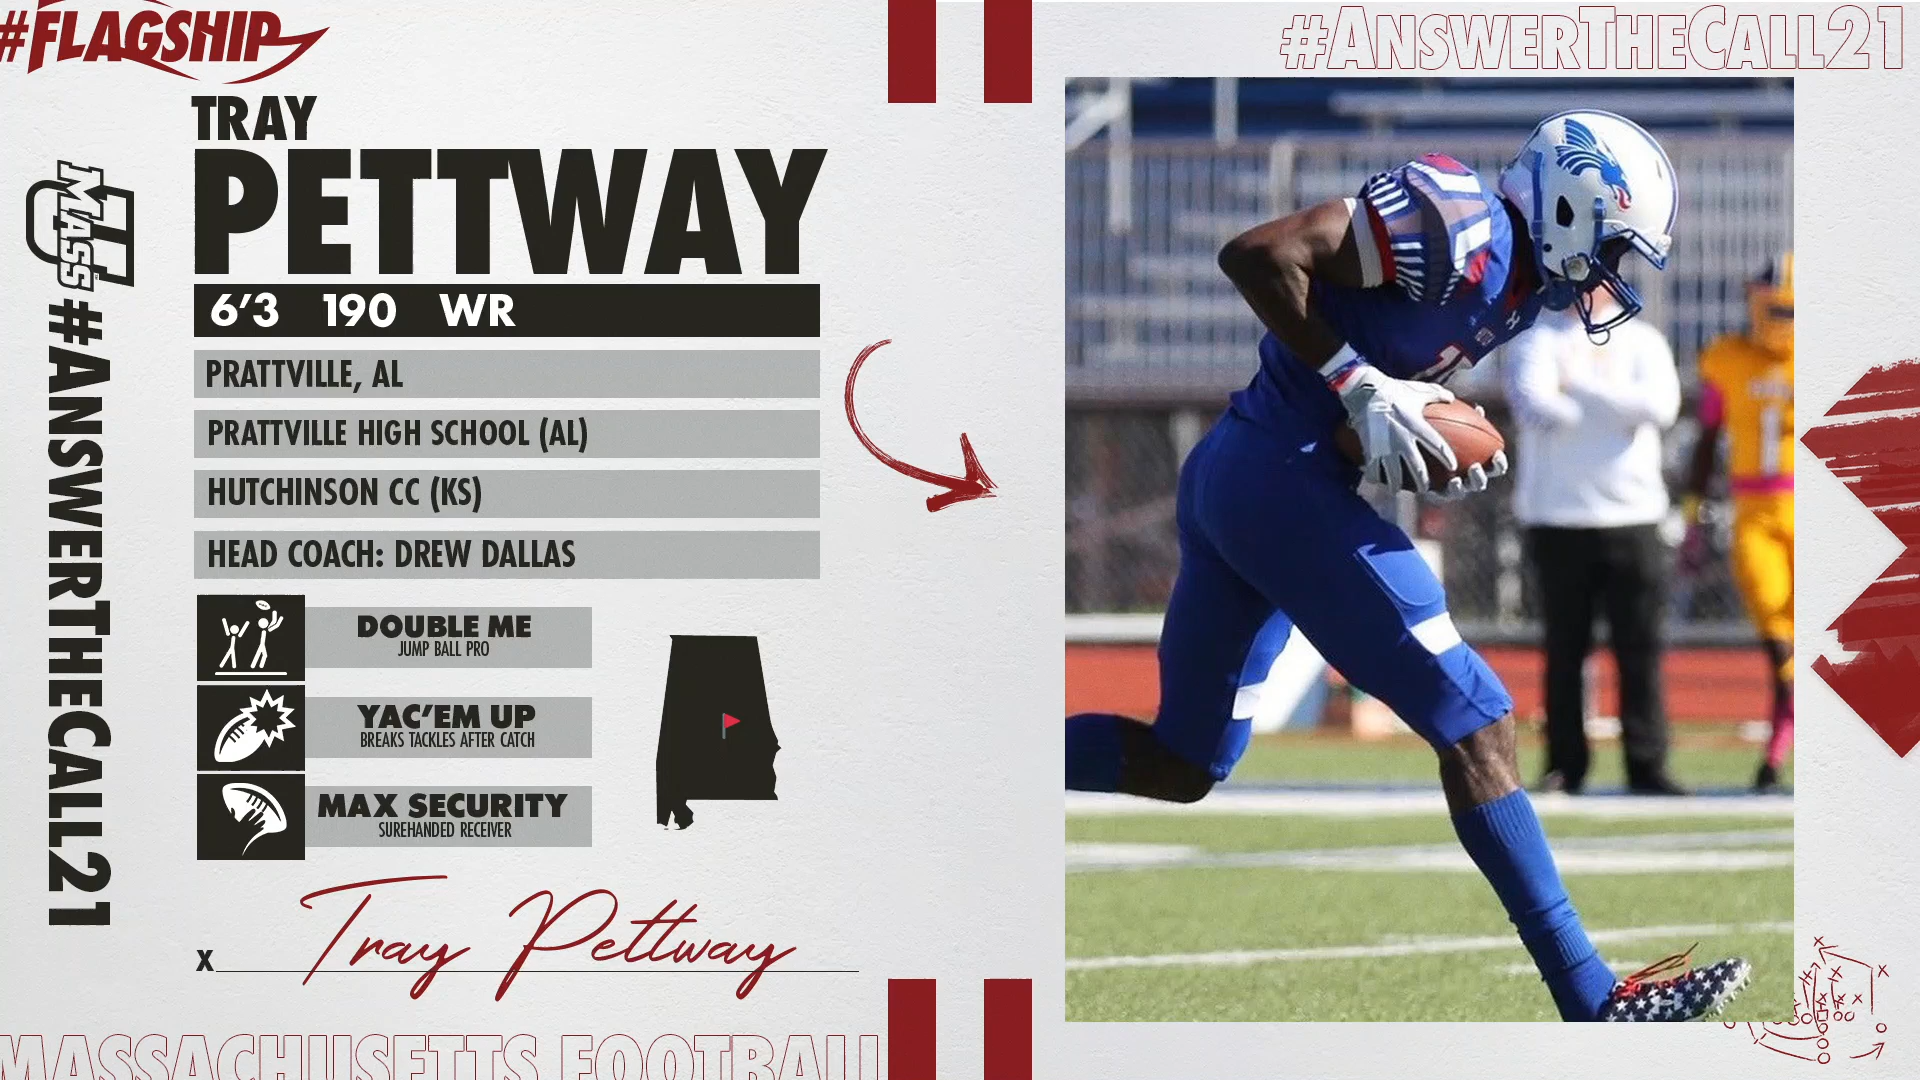 #FLAGSHIP
#ANSWERTHECALL21
TRAY
PETTWAY
6'3 190 WR
PRATTVILLE, AL
PRATTVILLE HIGH SCHOOL (AL)
HUTCHINSON CC (KS)
HEAD COACH: DREW DALLAS
DOUBLE ME
JUMP BALL PRO
YAC'EM UP
BREAKS TACKLES AFTER CATCH
MAX SECURITY
SUREHANDED RECEIVER
X Tray Pettway
UMASS
#ANSWERTHECALL21
MASSACHUSETTS FOOTBALL